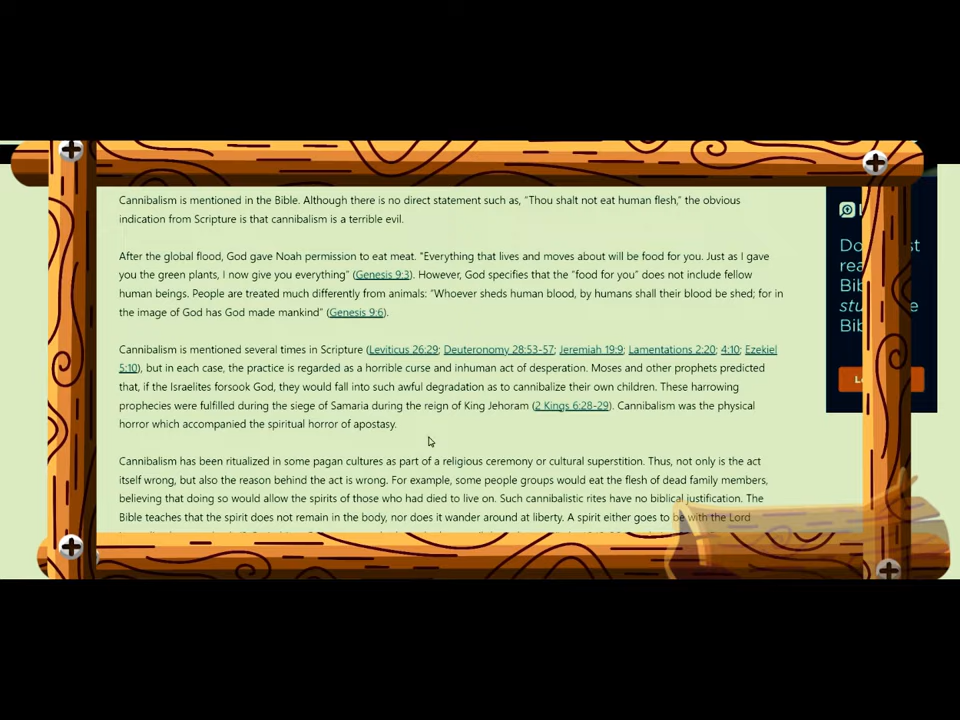 Cannibalism is mentioned in the Bible. Although there is no direct statement such as, “Thou shalt not eat human flesh,” the obvious
indication from Scripture is that cannibalism is a terrible evil.
After the global flood, God gave Noah permission to eat meat. “Everything that lives and moves about will be food for you. Just as I gave
you the green plants, I now give you everything” (Genesis 9:3). However, God specifies that the “food for you” does not include fellow
human beings. People are treated much differently from animals: “Whoever sheds human blood, by humans shall their blood be shed; for in
the image of God has God made mankind” (Genesis 9:6).
Cannibalism is mentioned several times in Scripture (Leviticus 26:29; Deuteronomy 28:53-57; Jeremiah 19:9; Lamentations 2:20; 4:10; Ezekiel
5:10), but in each case, the practice is regarded as a horrible curse and inhuman act of desperation. Moses and other prophets predicted
that, if the Israelites forsook God, they would fall into such awful degradation as to cannibalize their own children. These harrowing
prophecies were fulfilled during the siege of Samaria during the reign of King Jehoram (2 Kings 6:28-29). Cannibalism was the physical
horror which accompanied the spiritual horror of apostasy.
Cannibalism has been ritualized in some pagan cultures as part of a religious ceremony or cultural superstition. Thus, not only is the act
itself wrong, but also the reason behind the act is wrong. For example, some people groups would eat the flesh of dead family members,
believing that doing so would allow the spirits of those who had died to live on. Such cannibalistic rites have no biblical justification. The
Bible teaches that the spirit does not remain in the body, nor does it wander around at liberty. A spirit either goes to be with the Lord